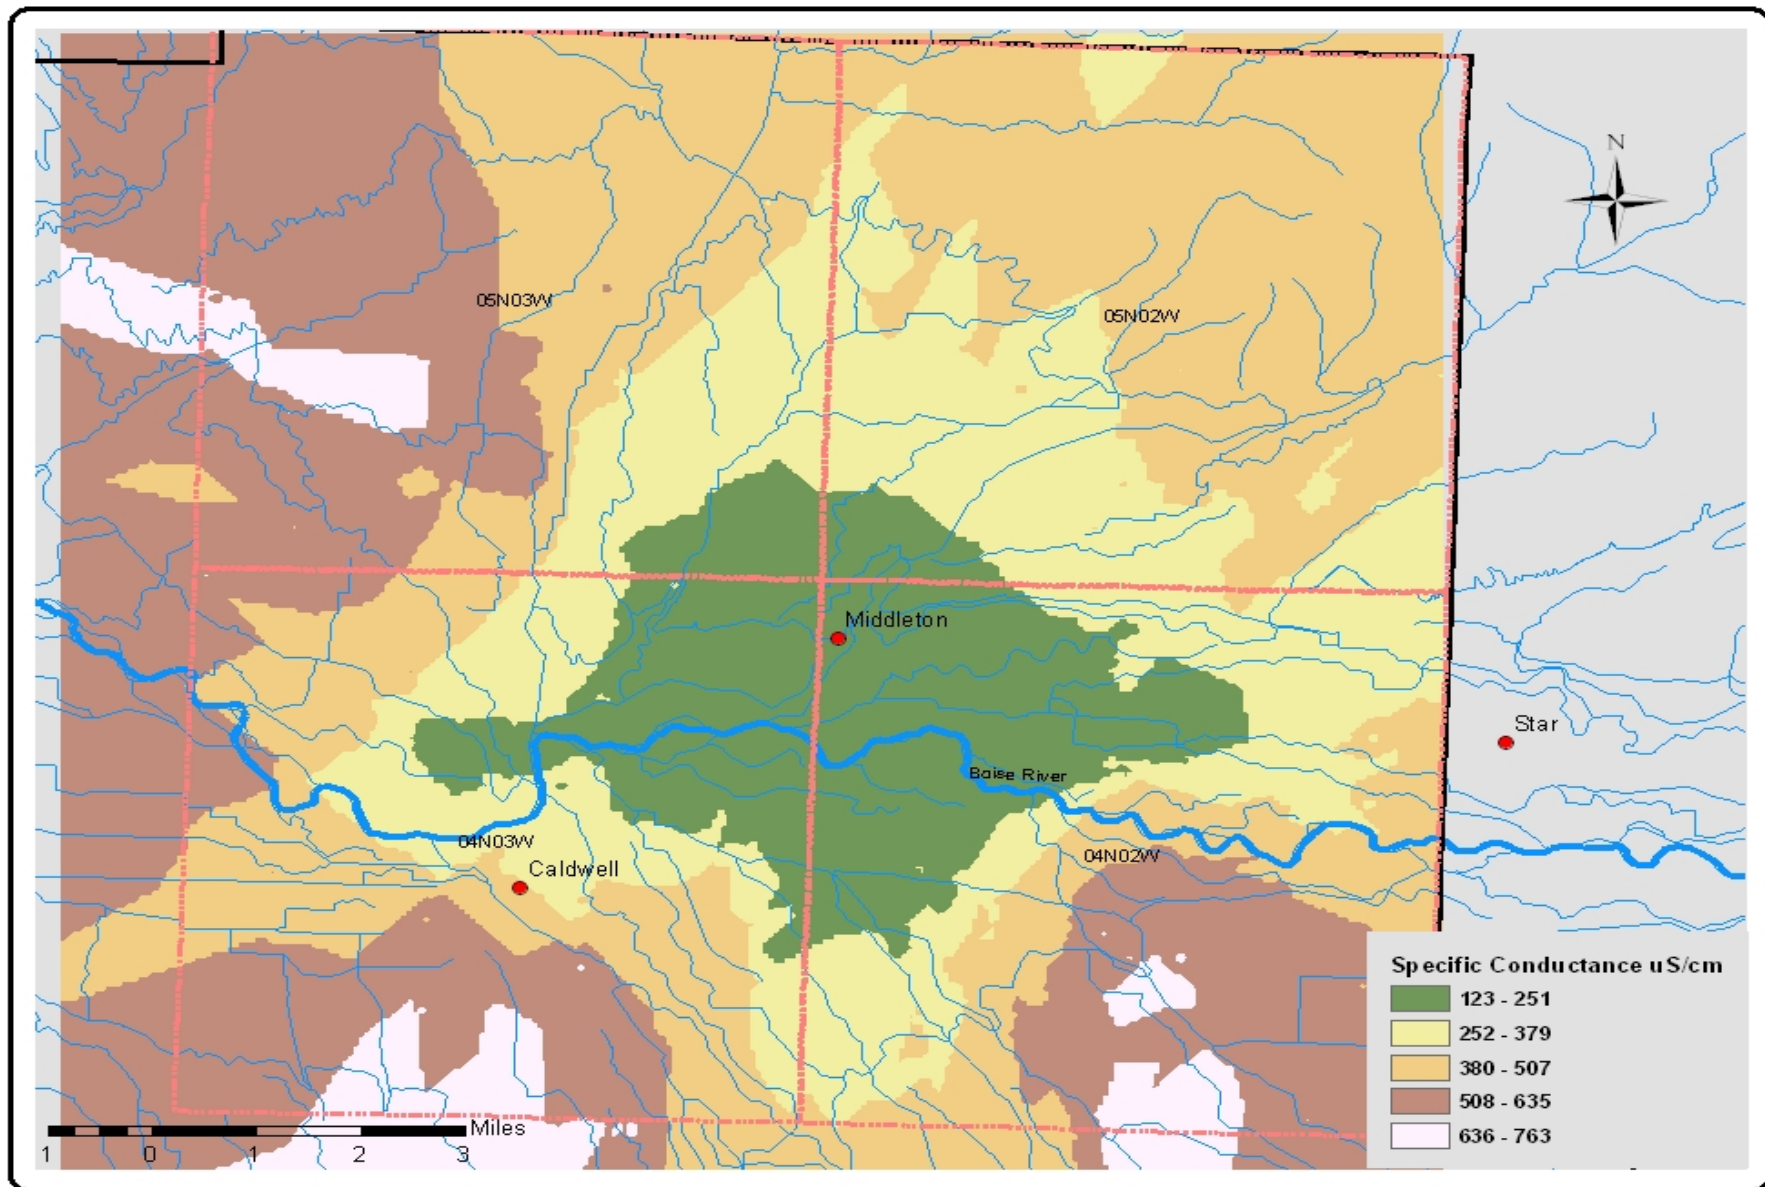 N
05N03W
05N02W
Middleton
Star
Boise River
04N03W
04N02W
Caldwell
Specific Conductance uS/cm
123 - 251
252 - 379
380 - 507
508 - 635
636 - 763
Miles
1 0 1 2 3